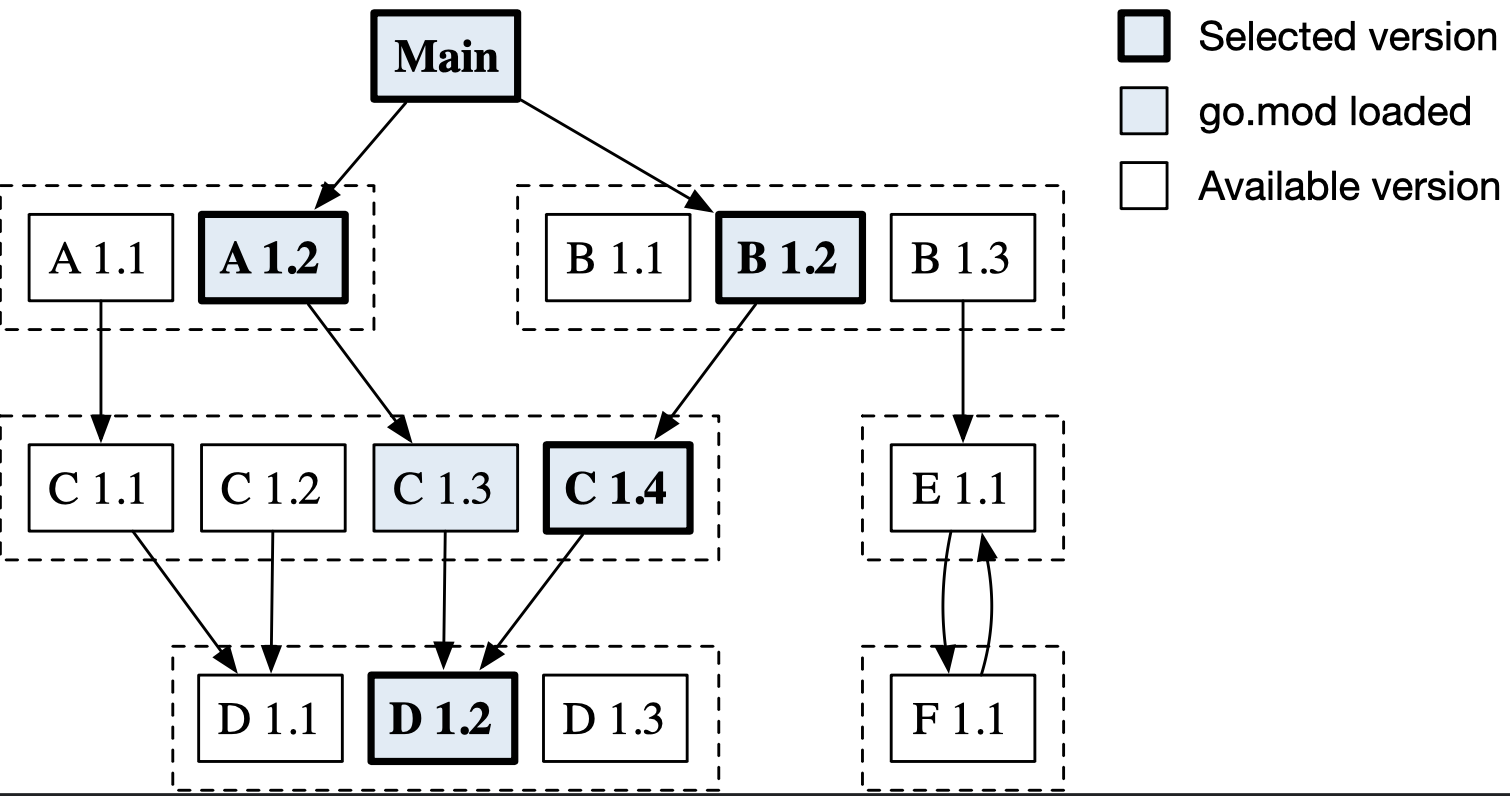 Main
Selected version
go.mod loaded
Available version
A 1.1
A 1.2
B 1.1
B 1.2
B 1.3
C 1.1
C 1.2
C 1.3
C 1.4
E 1.1
D 1.1
D 1.2
D 1.3
F 1.1